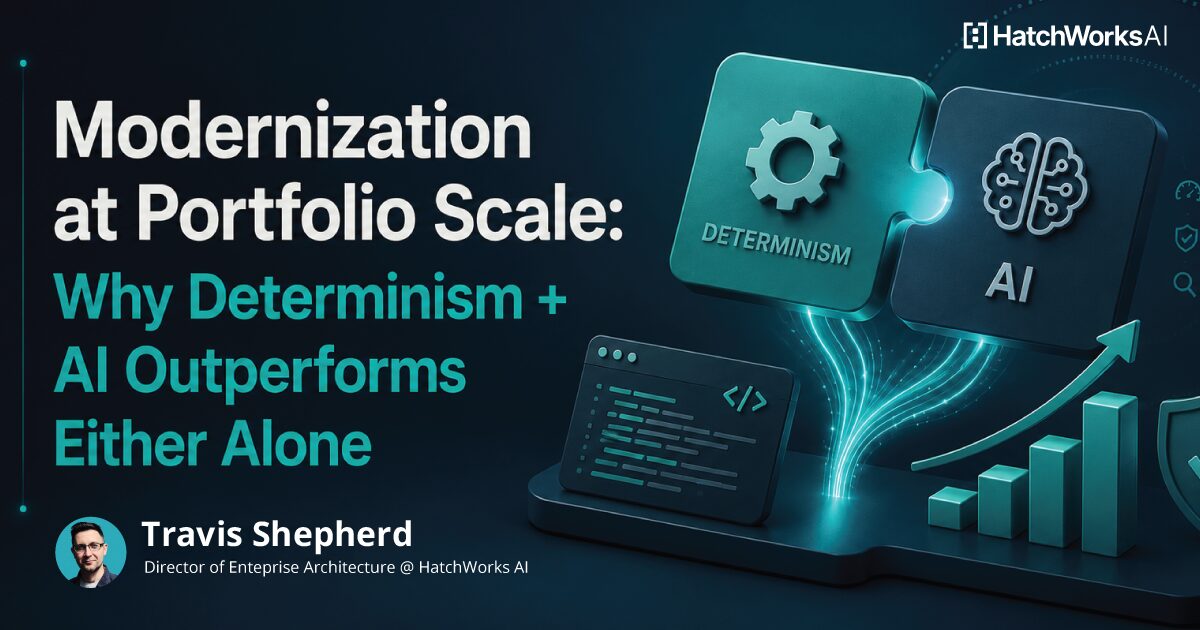 HatchWorksAI
Modernization
at Portfolio Scale:
Why Determinism +
AI Outperforms
Either Alone
DETERMINISM
AI
</>
Travis Shepherd
Director of Enteprise Architecture @ HatchWorks AI